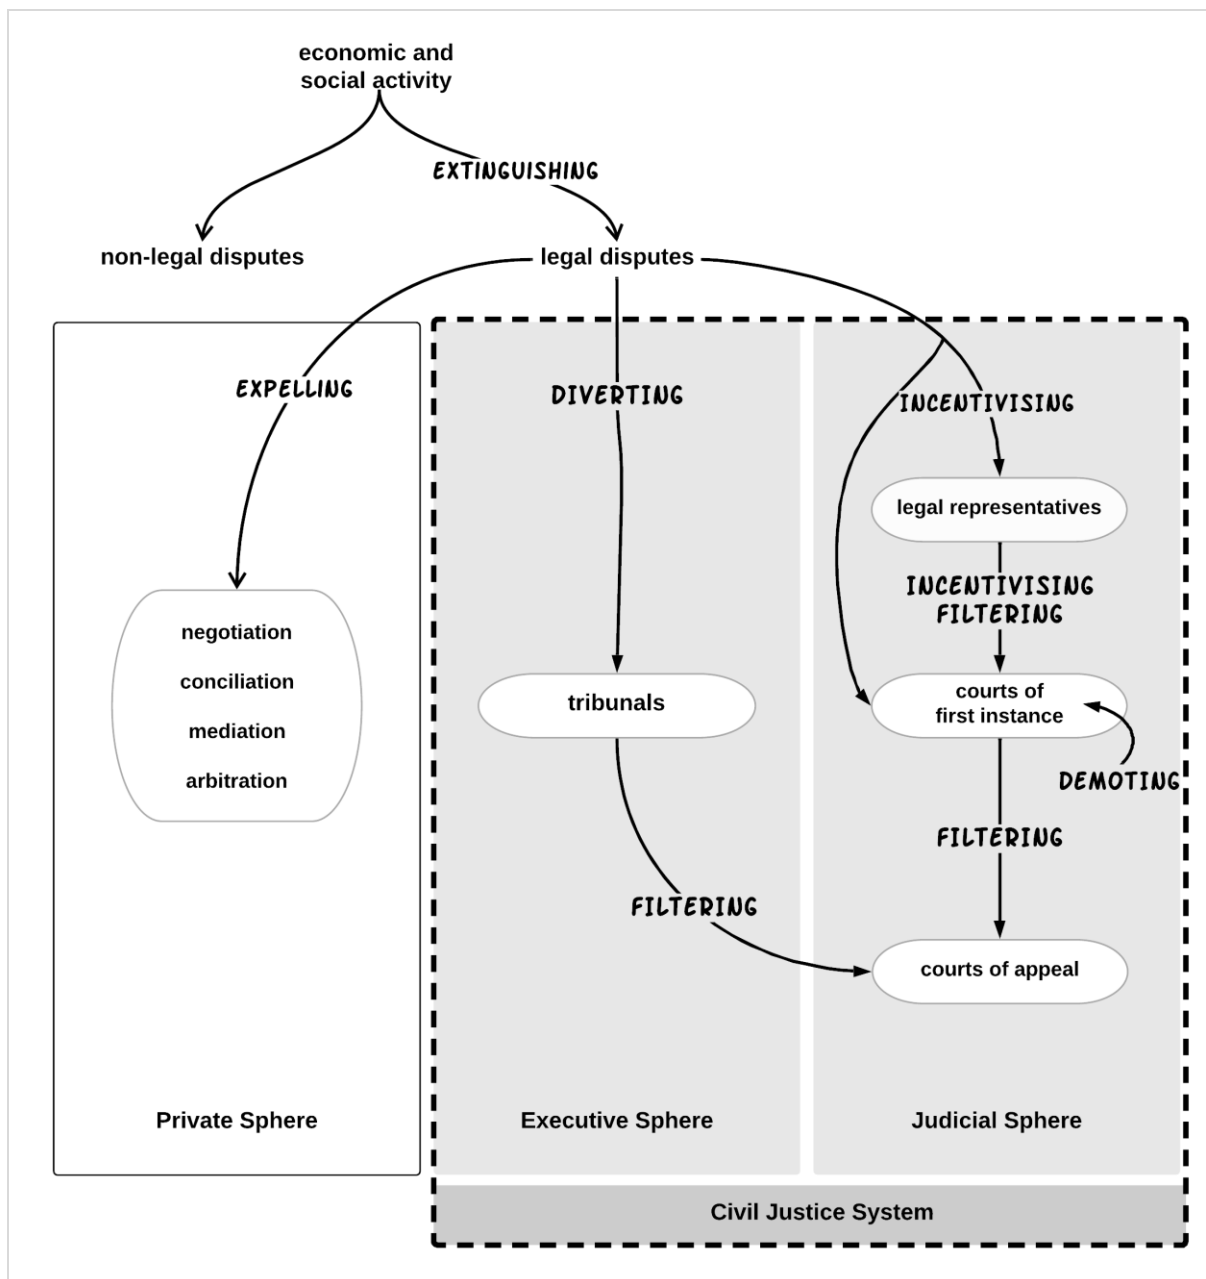 economic and
social activity
EXTINGUISHING
non-legal disputes
legal disputes
EXPELLING
DIVERTING
INCENTIVISING
legal representatives
INCENTIVISING
FILTERING
negotiation
conciliation
mediation
arbitration
tribunals
courts of
first instance
DEMOTING
FILTERING
FILTERING
courts of appeal
Private Sphere
Executive Sphere
Judicial Sphere
Civil Justice System